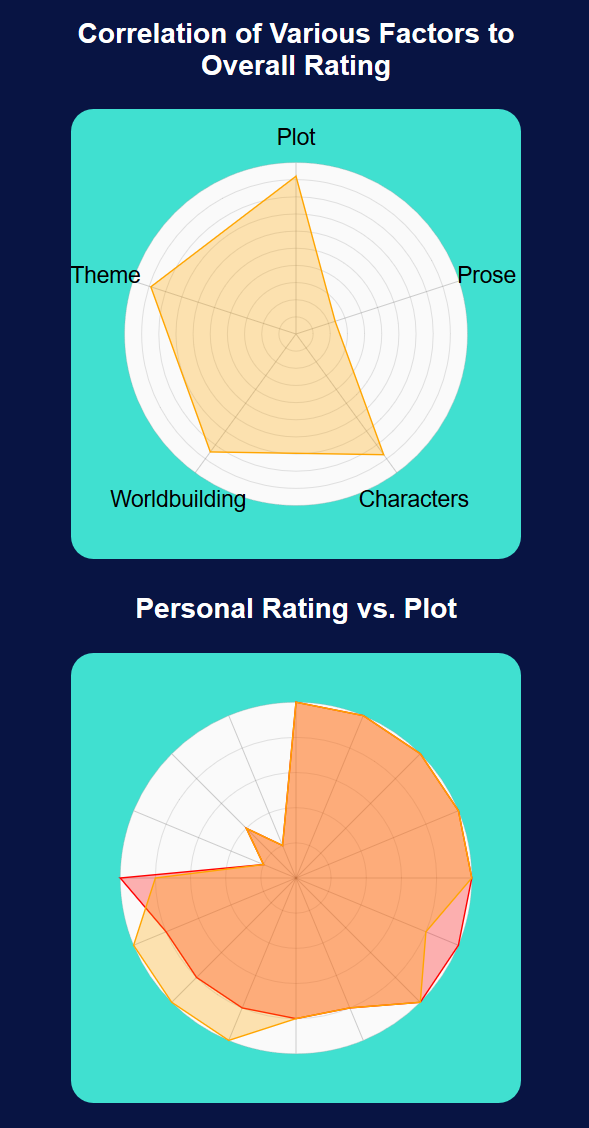 Correlation of Various Factors to
Overall Rating
Plot
Theme
Prose
Worldbuilding
Characters
Personal Rating vs. Plot